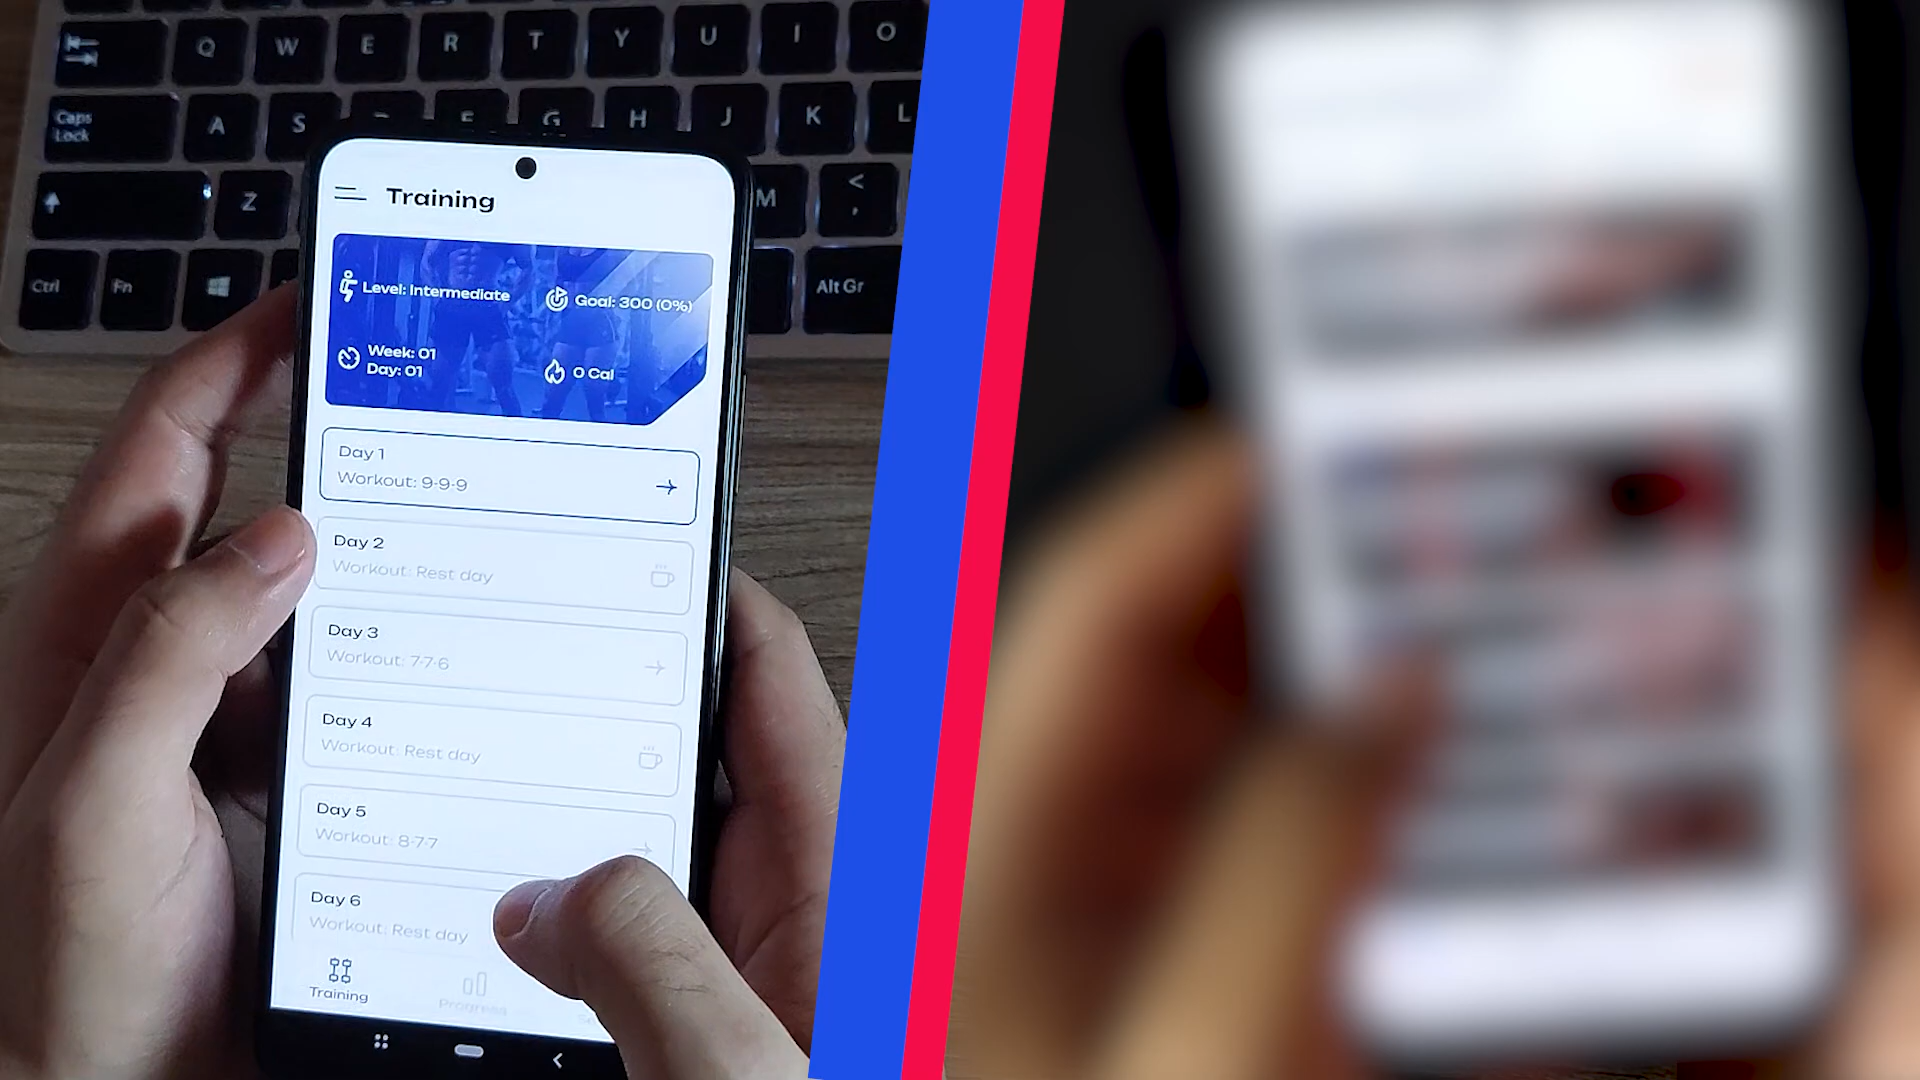 Q W E R T Y U I O
Caps Lock
A S D F G H J K L
Z
M
<
,
Ctrl
Fn
Alt Gr
Training
Level: Intermediate
Goal: 300 (0%)
Week: 01
Day: 01
0 Cal
Day 1
Workout: 9-9-9
Day 2
Workout: Rest day
Day 3
Workout: 7-7-6
Day 4
Workout: Rest day
Day 5
Workout: 8-7-7
Day 6
Workout: Rest day
Training
Progress